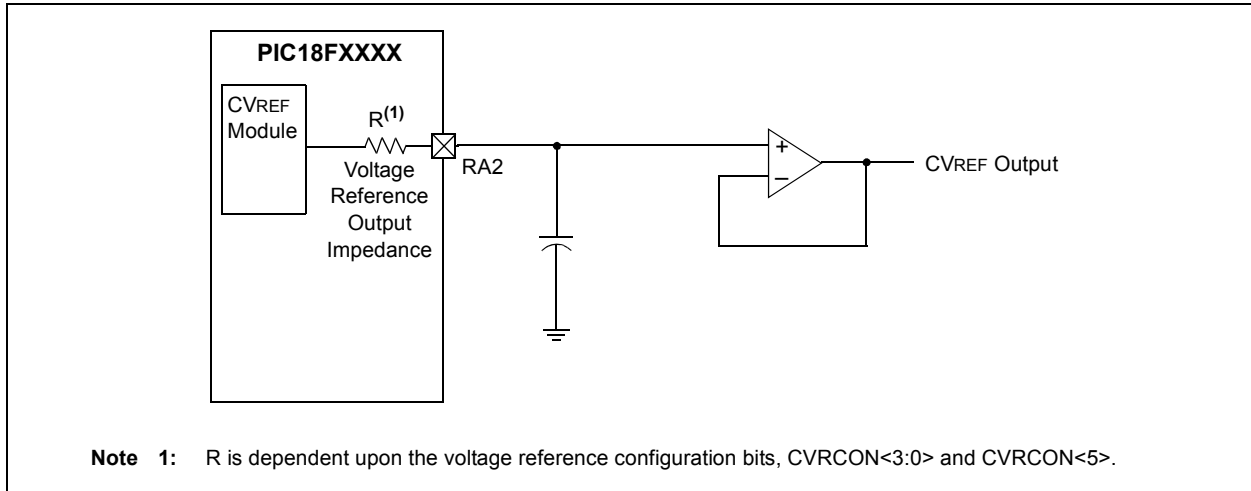 PIC18FXXXX
CVREF
Module
R(1)
Voltage
Reference
Output
Impedance
RA2
+
–
CVREF Output
Note 1: R is dependent upon the voltage reference configuration bits, CVRCON<3:0> and CVRCON<5>.